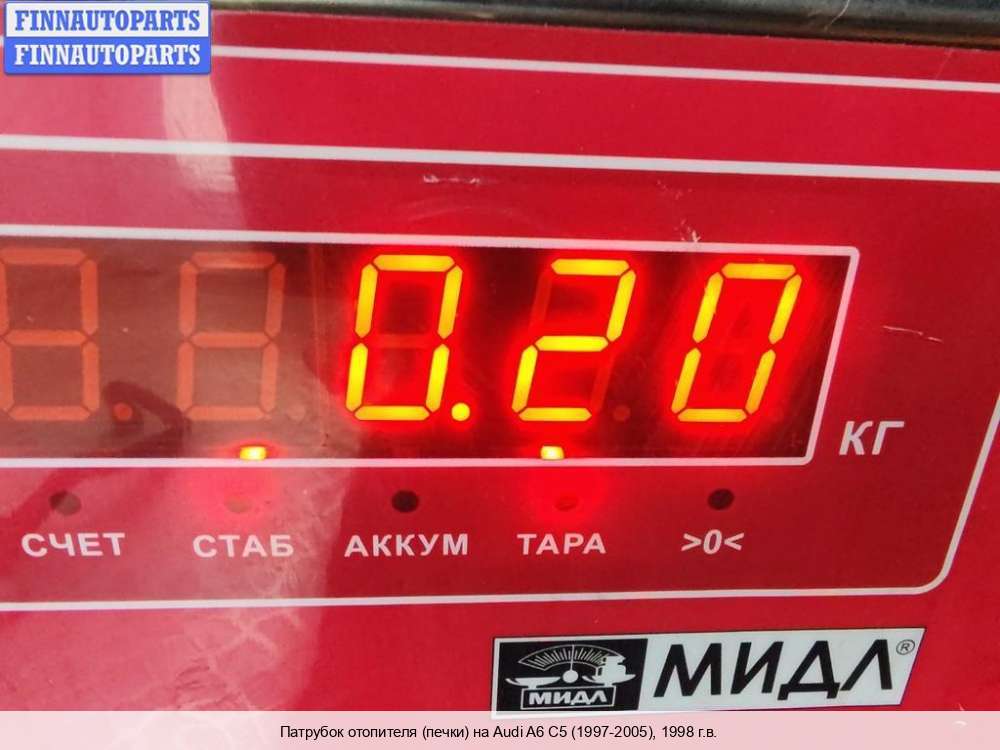 FINNAUTOPARTS
FINNAUTOPARTS
0.20
КГ
СЧЕТ СТАБ АККУМ ТАРА >0<
МИДЛ МИДЛ®
Патрубок отопителя (печки) на Audi A6 C5 (1997-2005), 1998 г.в.